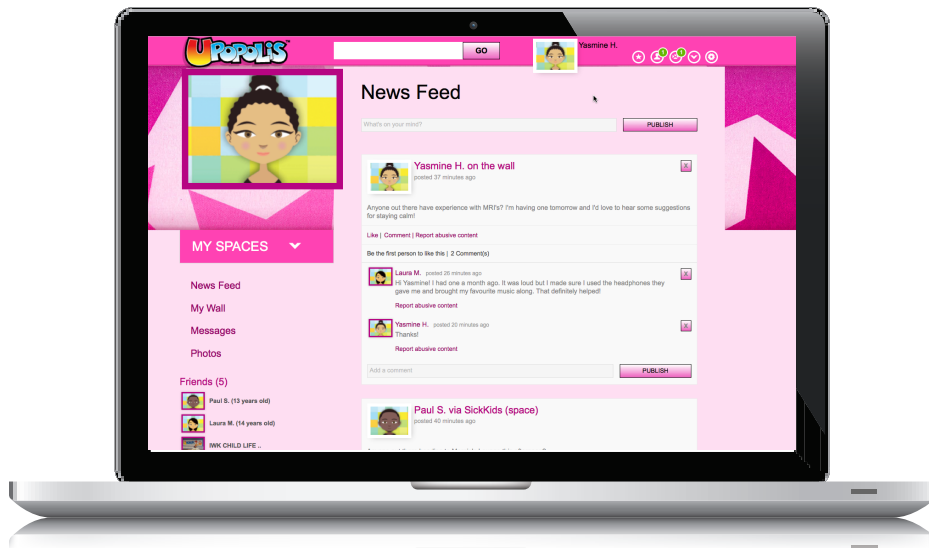 UPOPOLIS™
GO
Yasmine H.
1
1
News Feed
What's on your mind?
PUBLISH
Yasmine H. on the wall
X
posted 37 minutes ago
Anyone out there have experience with MRI's? I'm having one tomorrow and I'd love to hear some suggestions
for staying calm!
Like | Comment | Report abusive content
Be the first person to like this | 2 Comment(s)
Laura M. posted 26 minutes ago
X
Hi Yasmine! I had one a month ago. It was loud but I made sure I used the headphones they
gave me and brought my favourite music along. That definitely helped!
Report abusive content
Yasmine H. posted 20 minutes ago
X
Thanks!
Report abusive content
Add a comment
PUBLISH
Paul S. via SickKids (space)
posted 40 minutes ago
MY SPACES
News Feed
My Wall
Messages
Photos
Friends (5)
Paul S. (13 years old)
Laura M. (14 years old)
IWK CHILD LIFE ..